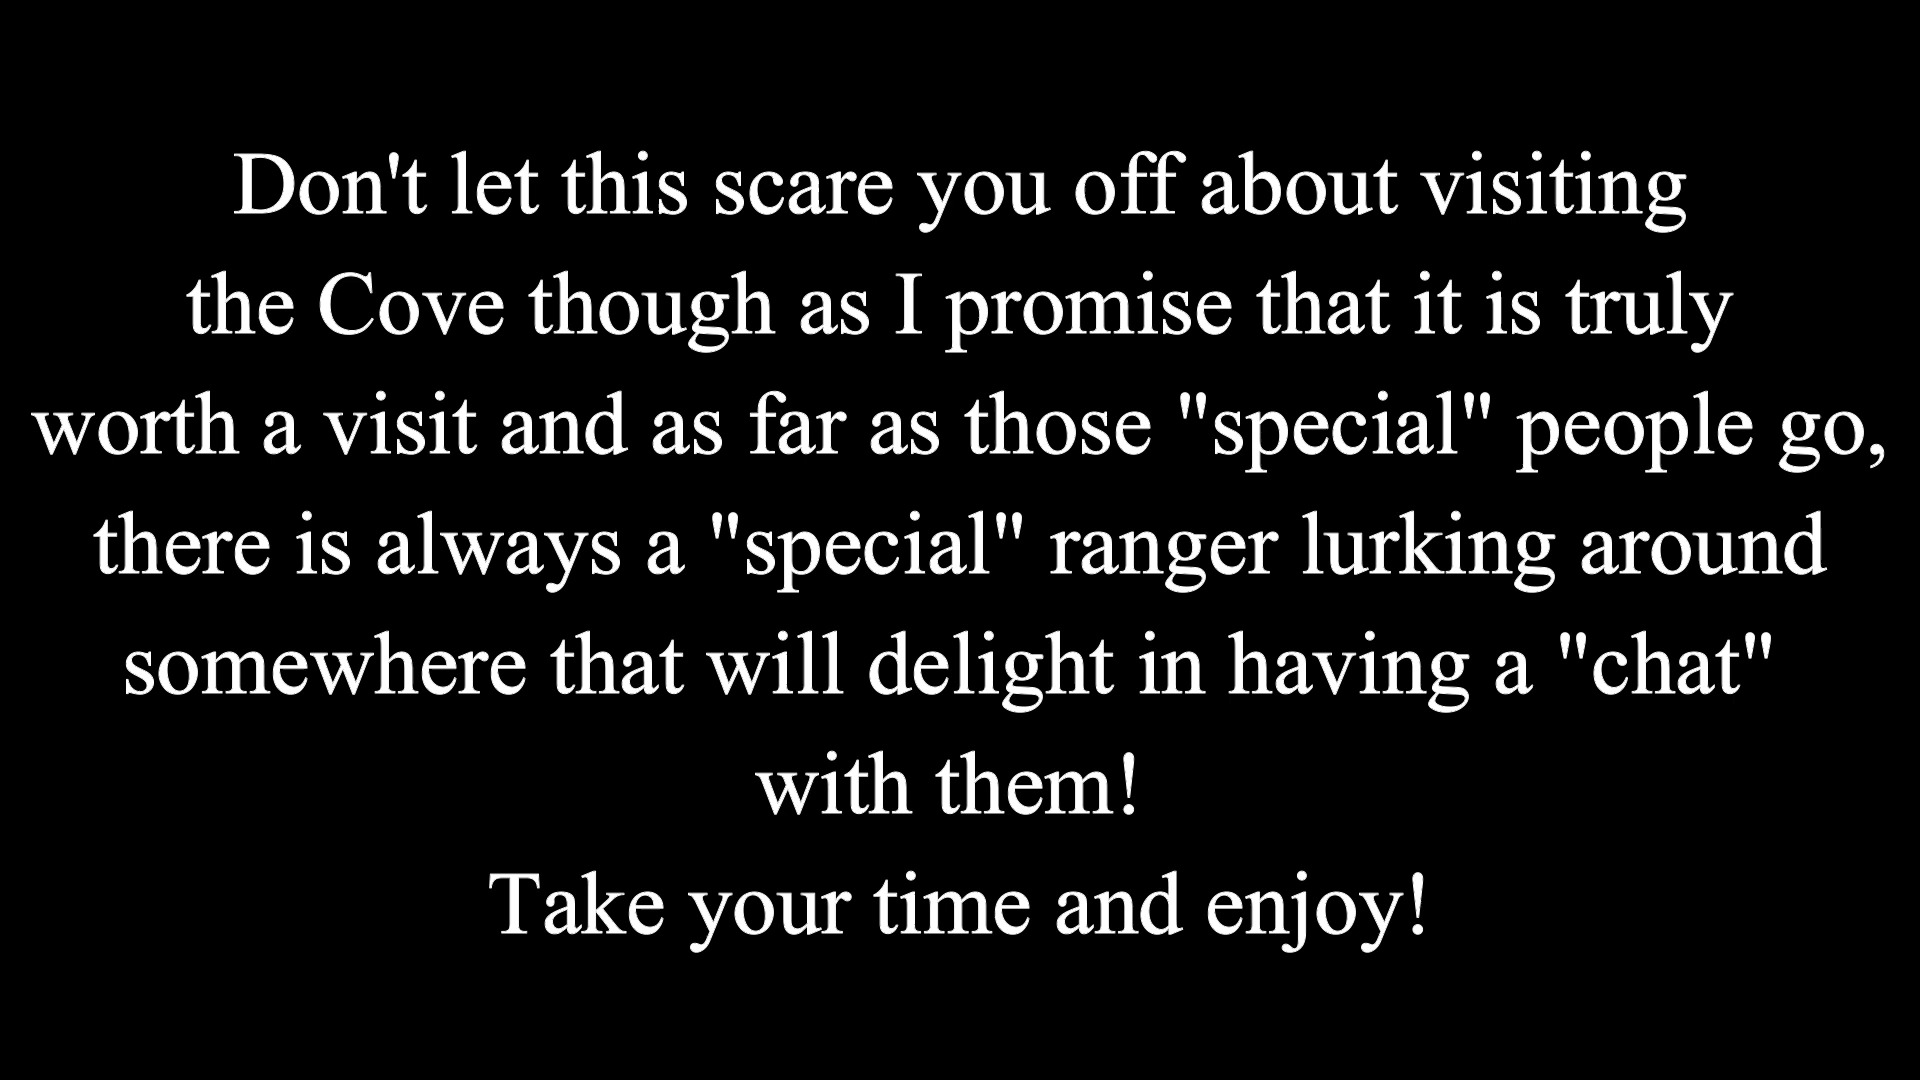 Don't let this scare you off about visiting
the Cove though as I promise that it is truly
worth a visit and as far as those "special" people go,
there is always a "special" ranger lurking around
somewhere that will delight in having a "chat"
with them!
Take your time and enjoy!